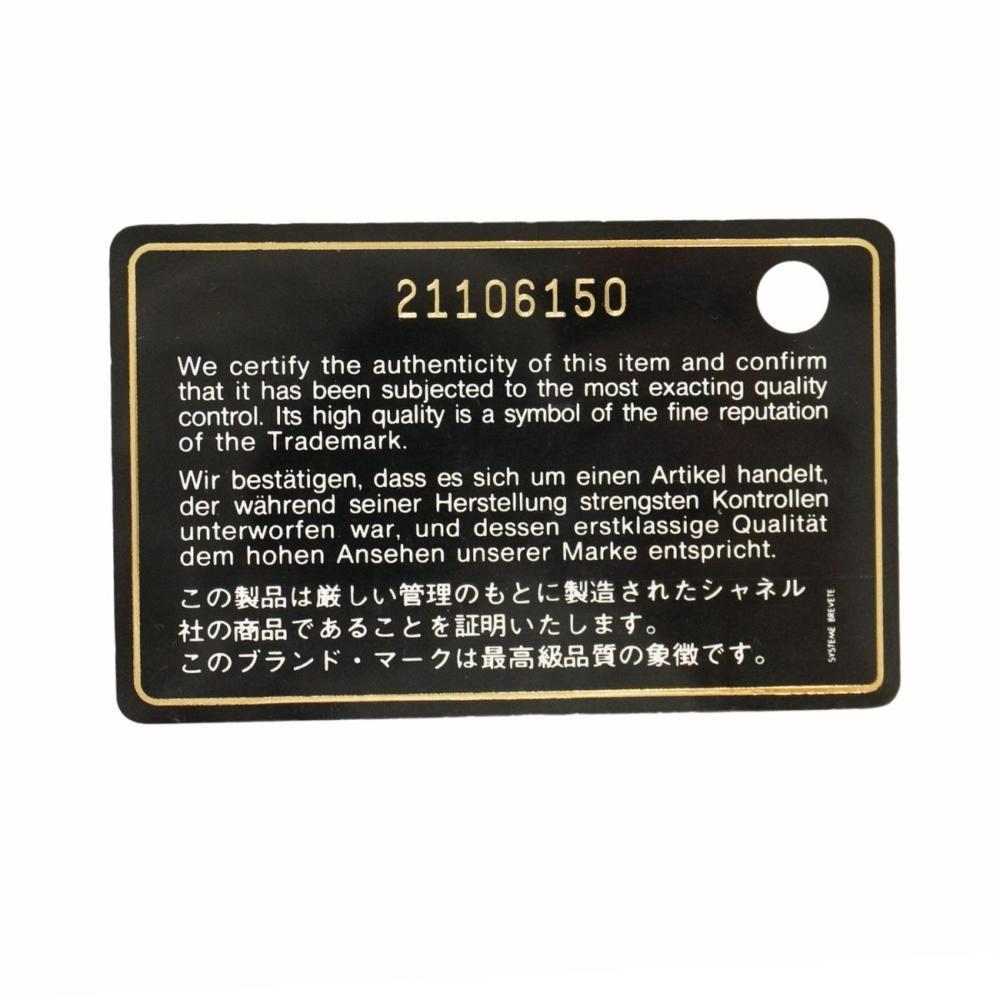 21106150
We certify the authenticity of this item and confirm
that it has been subjected to the most exacting quality
control. Its high quality is a symbol of the fine reputation
of the Trademark.
Wir bestätigen, dass es sich um einen Artikel handelt,
der während seiner Herstellung strengsten Kontrollen
unterworfen war, und dessen erstklassige Qualität
dem hohen Ansehen unserer Marke entspricht.
この製品は厳しい管理のもとに製造されたシャネル
社の商品であることを証明いたします。
このブランド・マークは最高級品質の象徴です。
SYSTEME BREVETE